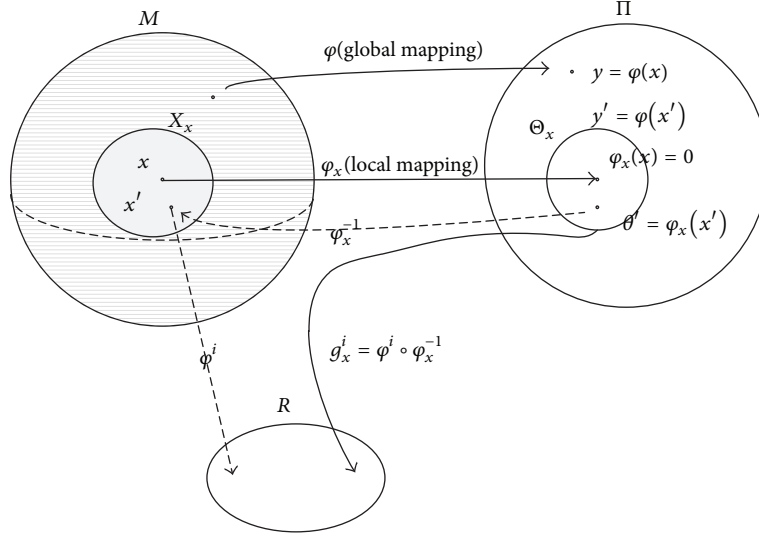 M
Π
φ(global mapping)
y = φ(x)
X_x
y′ = φ(x′)
Θ_x
x
φ_x(local mapping)
φ_x(x) = 0
x′
φ_x^{-1}
θ′ = φ_x(x′)
φ^i
g_x^i = φ^i ∘ φ_x^{-1}
R